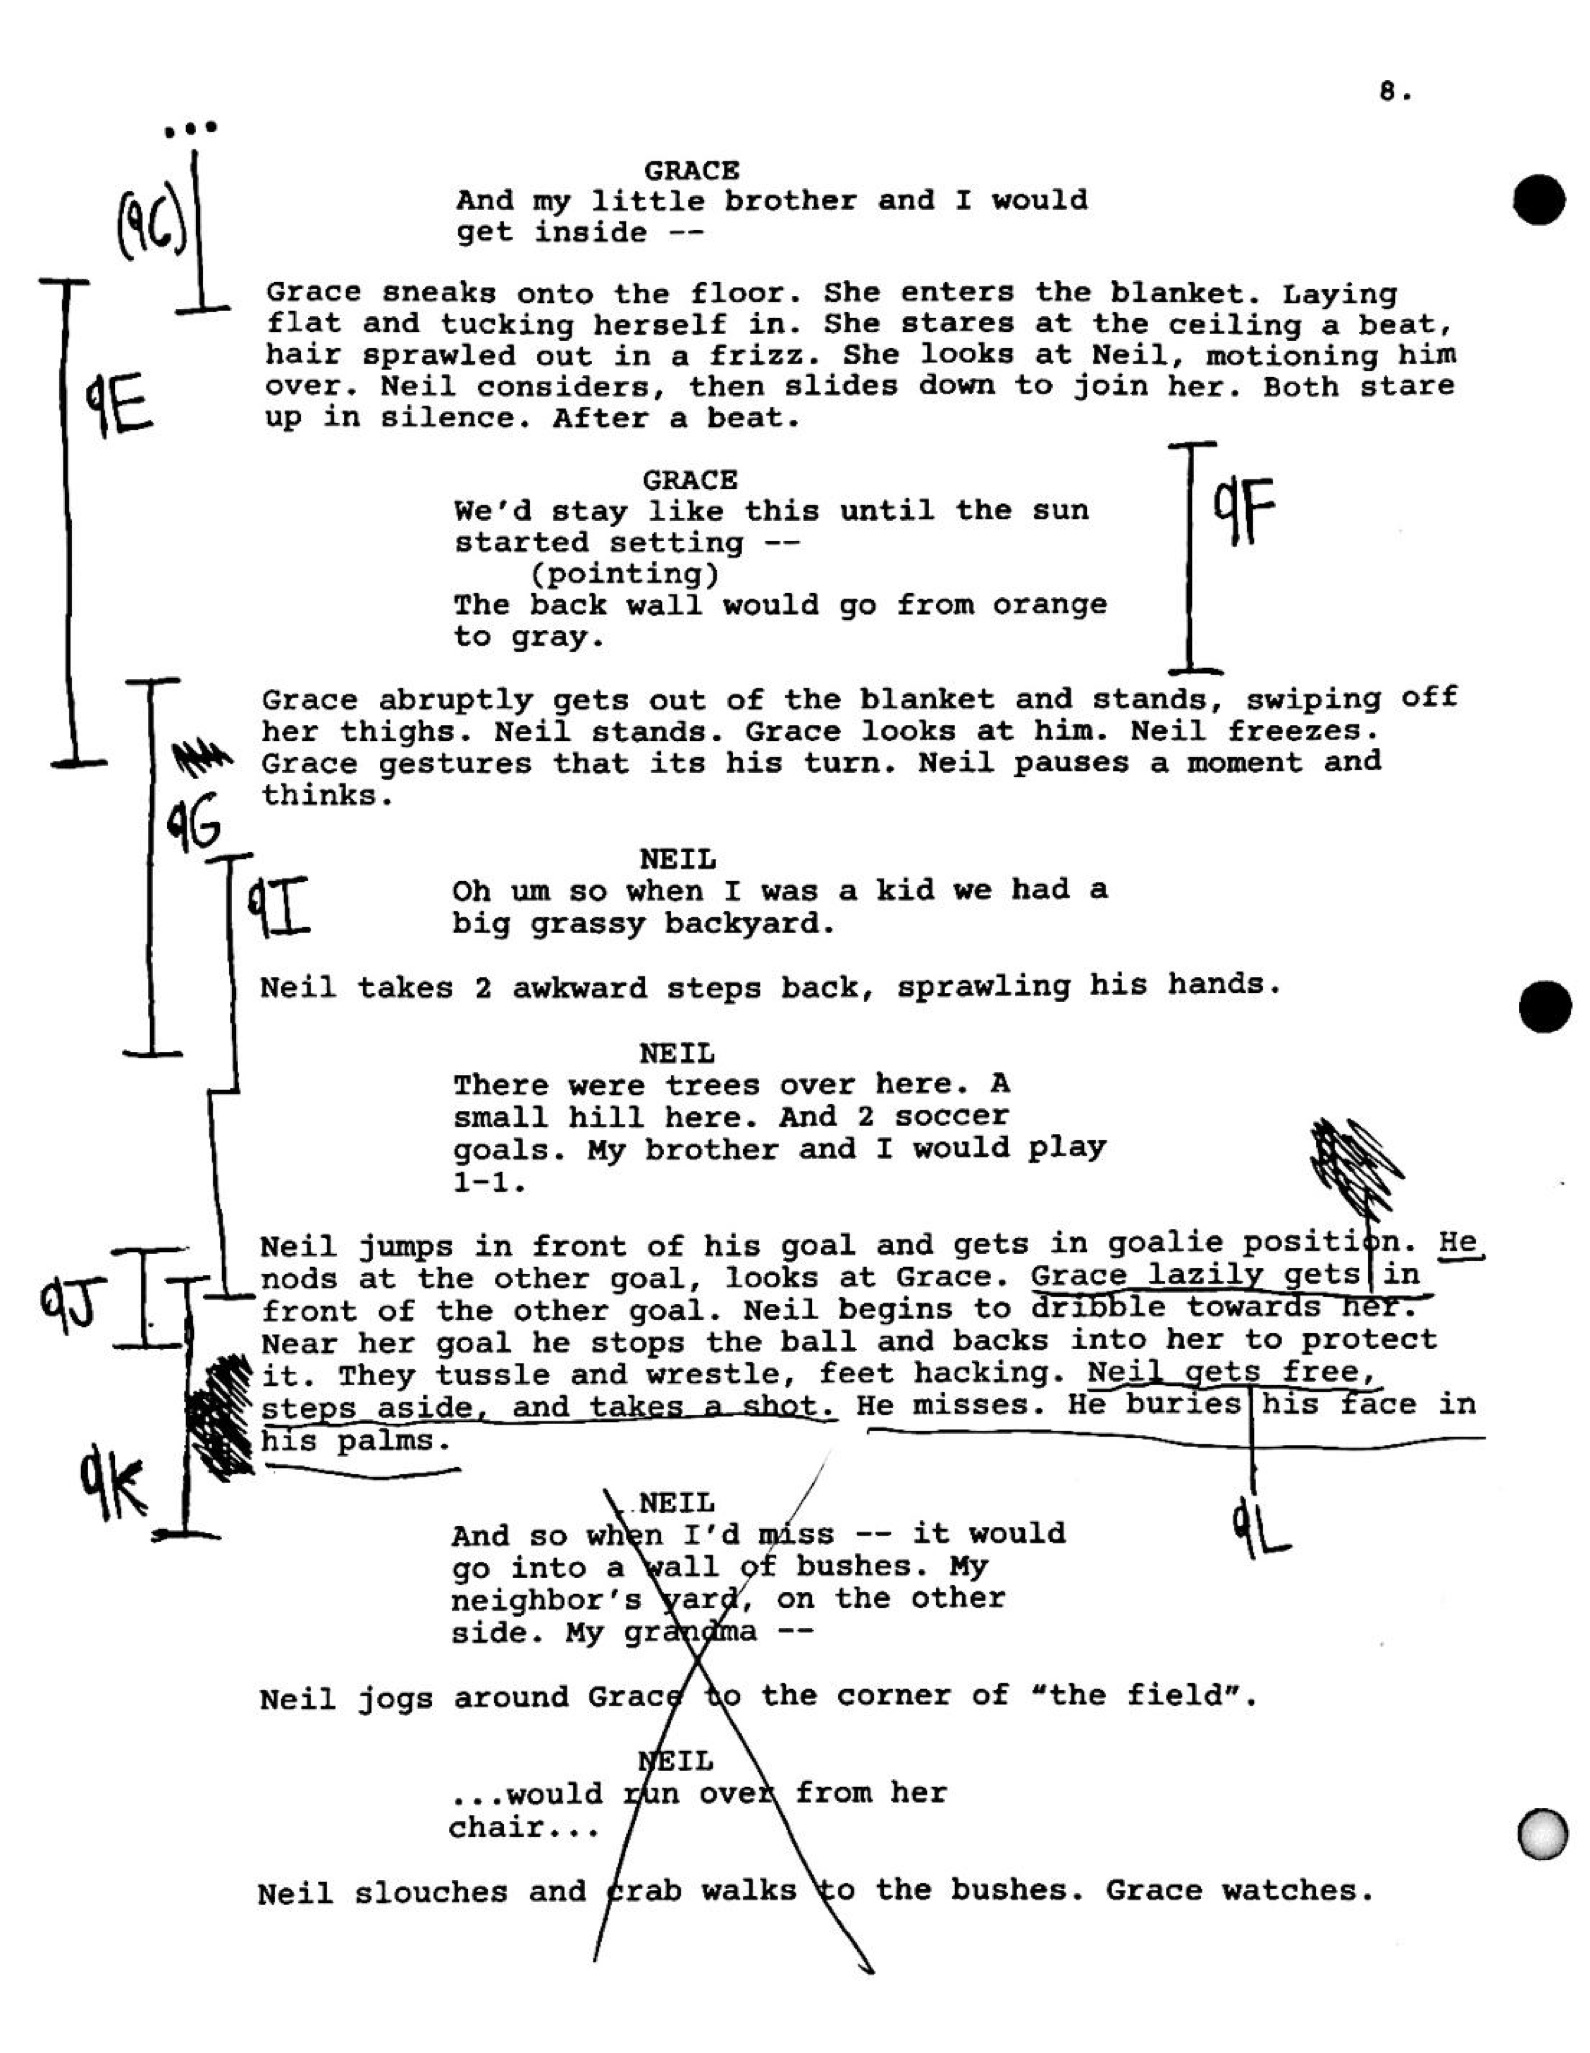 8.
...
GRACE
(9C)
And my little brother and I would
get inside --
Grace sneaks onto the floor. She enters the blanket. Laying
flat and tucking herself in. She stares at the ceiling a beat,
hair sprawled out in a frizz. She looks at Neil, motioning him
over. Neil considers, then slides down to join her. Both stare
up in silence. After a beat.
9E
GRACE
9F
We'd stay like this until the sun
started setting --
(pointing)
The back wall would go from orange
to gray.
Grace abruptly gets out of the blanket and stands, swiping off
her thighs. Neil stands. Grace looks at him. Neil freezes.
Grace gestures that its his turn. Neil pauses a moment and
thinks.
9G
NEIL
9I
Oh um so when I was a kid we had a
big grassy backyard.
Neil takes 2 awkward steps back, sprawling his hands.
NEIL
There were trees over here. A
small hill here. And 2 soccer
goals. My brother and I would play
1-1.
Neil jumps in front of his goal and gets in goalie position. He
nods at the other goal, looks at Grace. Grace lazily gets in
9J
front of the other goal. Neil begins to dribble towards her.
Near her goal he stops the ball and backs into her to protect
it. They tussle and wrestle, feet hacking. Neil gets free,
steps aside, and takes a shot. He misses. He buries his face in
his palms.
9K
NEIL
9L
And so when I'd miss -- it would
go into a wall of bushes. My
neighbor's yard, on the other
side. My grandma --
Neil jogs around Grace to the corner of "the field".
NEIL
...would run over from her
chair...
Neil slouches and crab walks to the bushes. Grace watches.